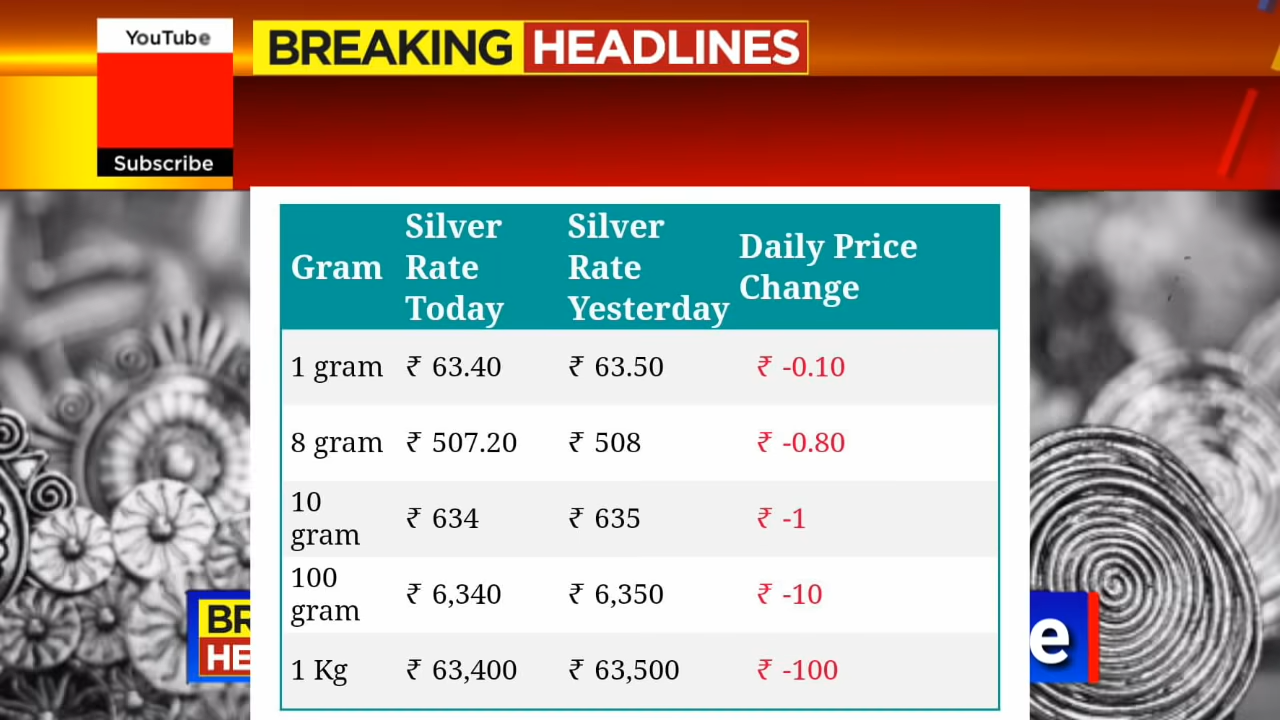 YouTube
BREAKING HEADLINES
Subscribe
Gram Silver Rate Today Silver Rate Yesterday Daily Price Change
1 gram ₹ 63.40 ₹ 63.50 ₹ -0.10
8 gram ₹ 507.20 ₹ 508 ₹ -0.80
10 gram ₹ 634 ₹ 635 ₹ -1
100 gram ₹ 6,340 ₹ 6,350 ₹ -10
1 Kg ₹ 63,400 ₹ 63,500 ₹ -100
BR
HE
e